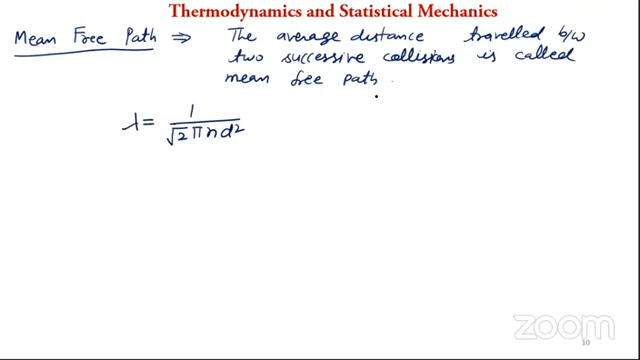 Thermodynamics and Statistical Mechanics
Mean Free Path ⇒ The average distance travelled b/w
two successive collisions is called
mean free path.
λ = 1/(√2 π n d²)
zoom
10